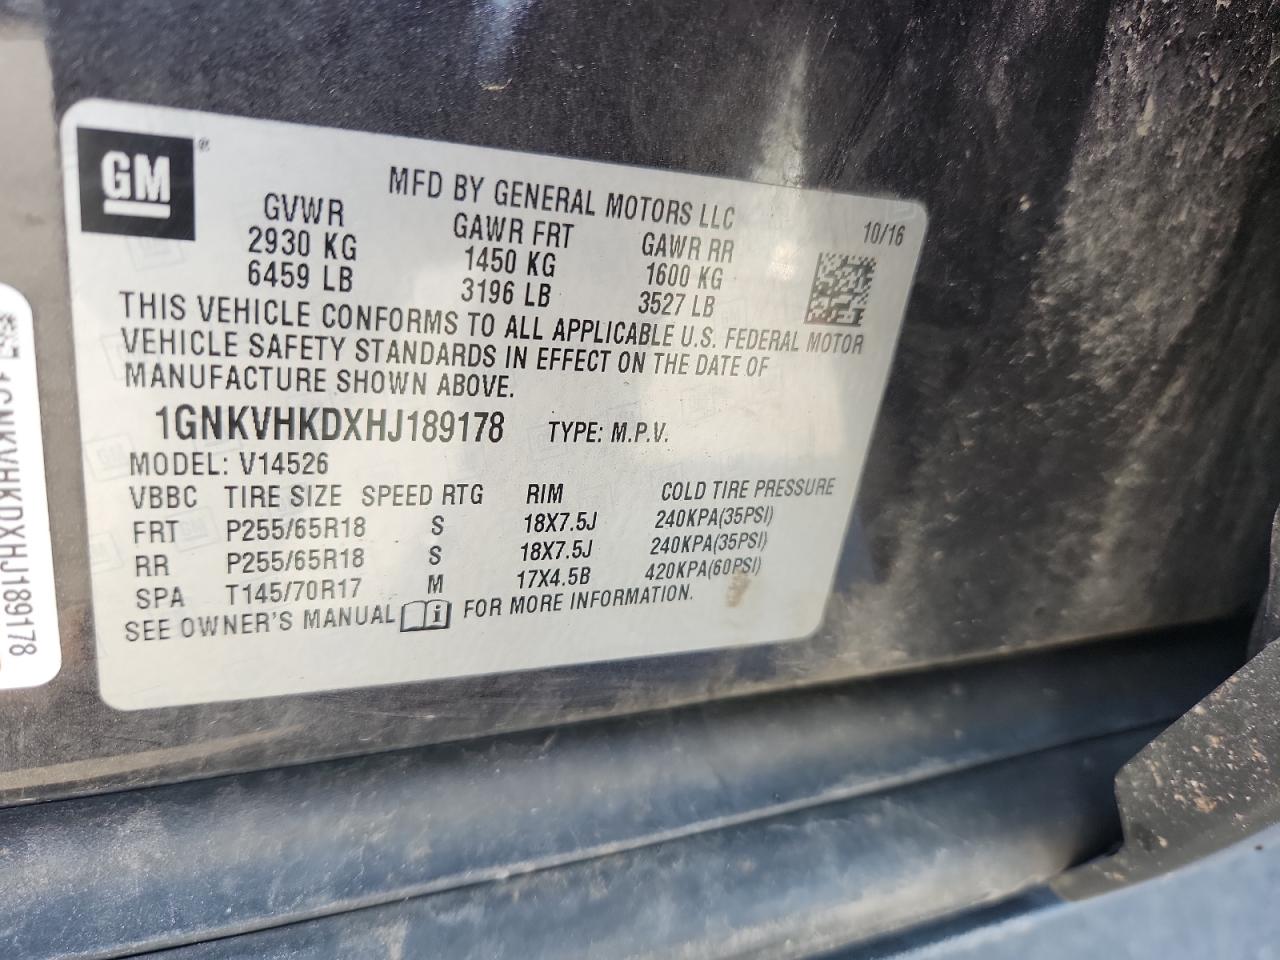 GM®
MFD BY GENERAL MOTORS LLC
10/16
GVWR GAWR FRT GAWR RR
2930 KG 1450 KG 1600 KG
6459 LB 3196 LB 3527 LB
THIS VEHICLE CONFORMS TO ALL APPLICABLE U.S. FEDERAL MOTOR
VEHICLE SAFETY STANDARDS IN EFFECT ON THE DATE OF
MANUFACTURE SHOWN ABOVE.
1GNKVHKDXHJ189178 TYPE: M.P.V.
MODEL: V14526
VBBC TIRE SIZE SPEED RTG RIM COLD TIRE PRESSURE
FRT P255/65R18 S 18X7.5J 240KPA(35PSI)
RR P255/65R18 S 18X7.5J 240KPA(35PSI)
SPA T145/70R17 M 17X4.5B 420KPA(60PSI)
SEE OWNER'S MANUAL i FOR MORE INFORMATION.
1GNKVHKDXHJ189178